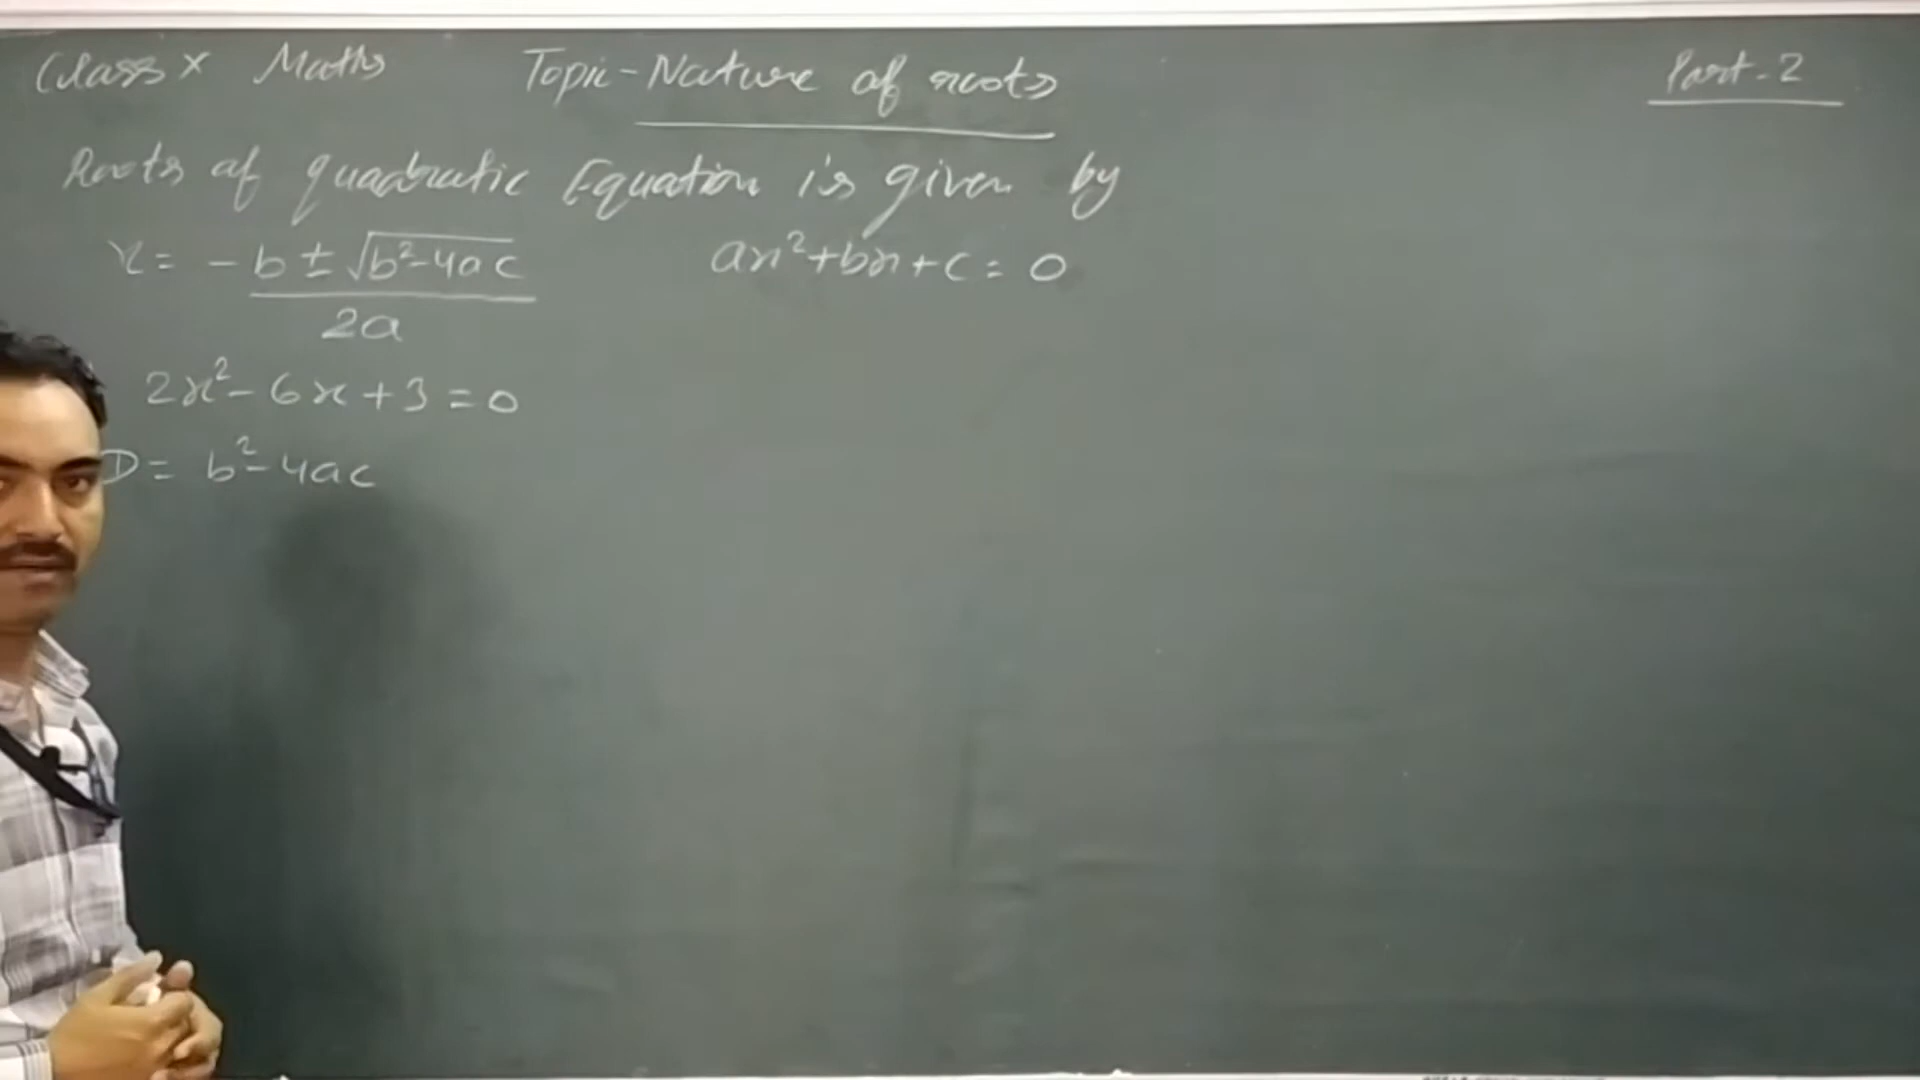 Class X Maths Topic-Nature of roots Part-2
Roots of quadratic Equation is given by
x = -b ± √b²-4ac / 2a ax²+bx+c=0
2x²-6x+3=0
D= b²-4ac